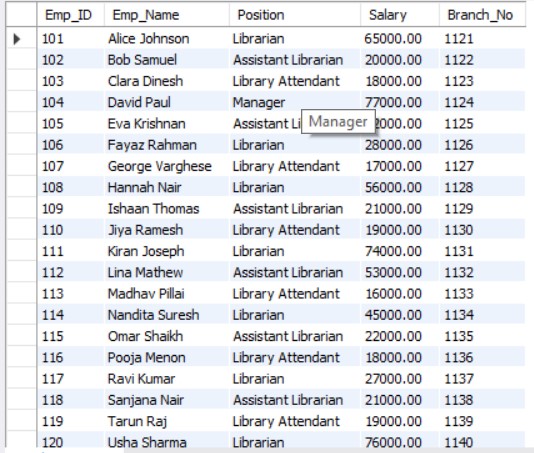 Emp_ID Emp_Name Position Salary Branch_No
101 Alice Johnson Librarian 65000.00 1121
102 Bob Samuel Assistant Librarian 20000.00 1122
103 Clara Dinesh Library Attendant 18000.00 1123
104 David Paul Manager 77000.00 1124
105 Eva Krishnan Assistant 1125
Manager
106 Fayaz Rahman Librarian 28000.00 1126
107 George Varghese Library Attendant 17000.00 1127
108 Hannah Nair Librarian 56000.00 1128
109 Ishaan Thomas Assistant Librarian 21000.00 1129
110 Jiya Ramesh Library Attendant 19000.00 1130
111 Kiran Joseph Librarian 74000.00 1131
112 Lina Mathew Assistant Librarian 53000.00 1132
113 Madhav Pillai Library Attendant 16000.00 1133
114 Nandita Suresh Librarian 45000.00 1134
115 Omar Shaikh Assistant Librarian 22000.00 1135
116 Pooja Menon Library Attendant 18000.00 1136
117 Ravi Kumar Librarian 27000.00 1137
118 Sanjana Nair Assistant Librarian 21000.00 1138
119 Tarun Raj Library Attendant 19000.00 1139
120 Usha Sharma Librarian 76000.00 1140